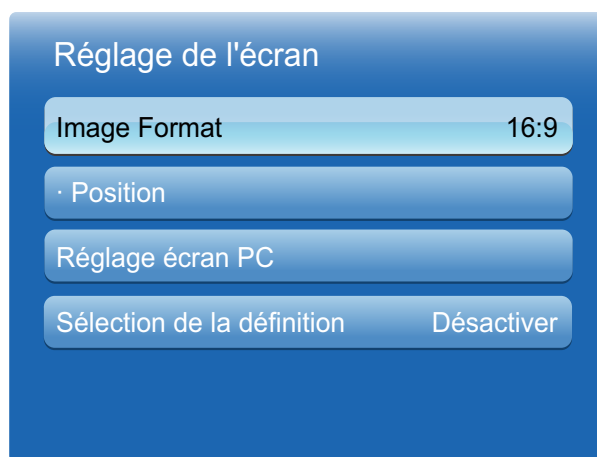 Réglage de l'écran
Image Format 16:9
· Position
Réglage écran PC
Sélection de la définition Désactiver